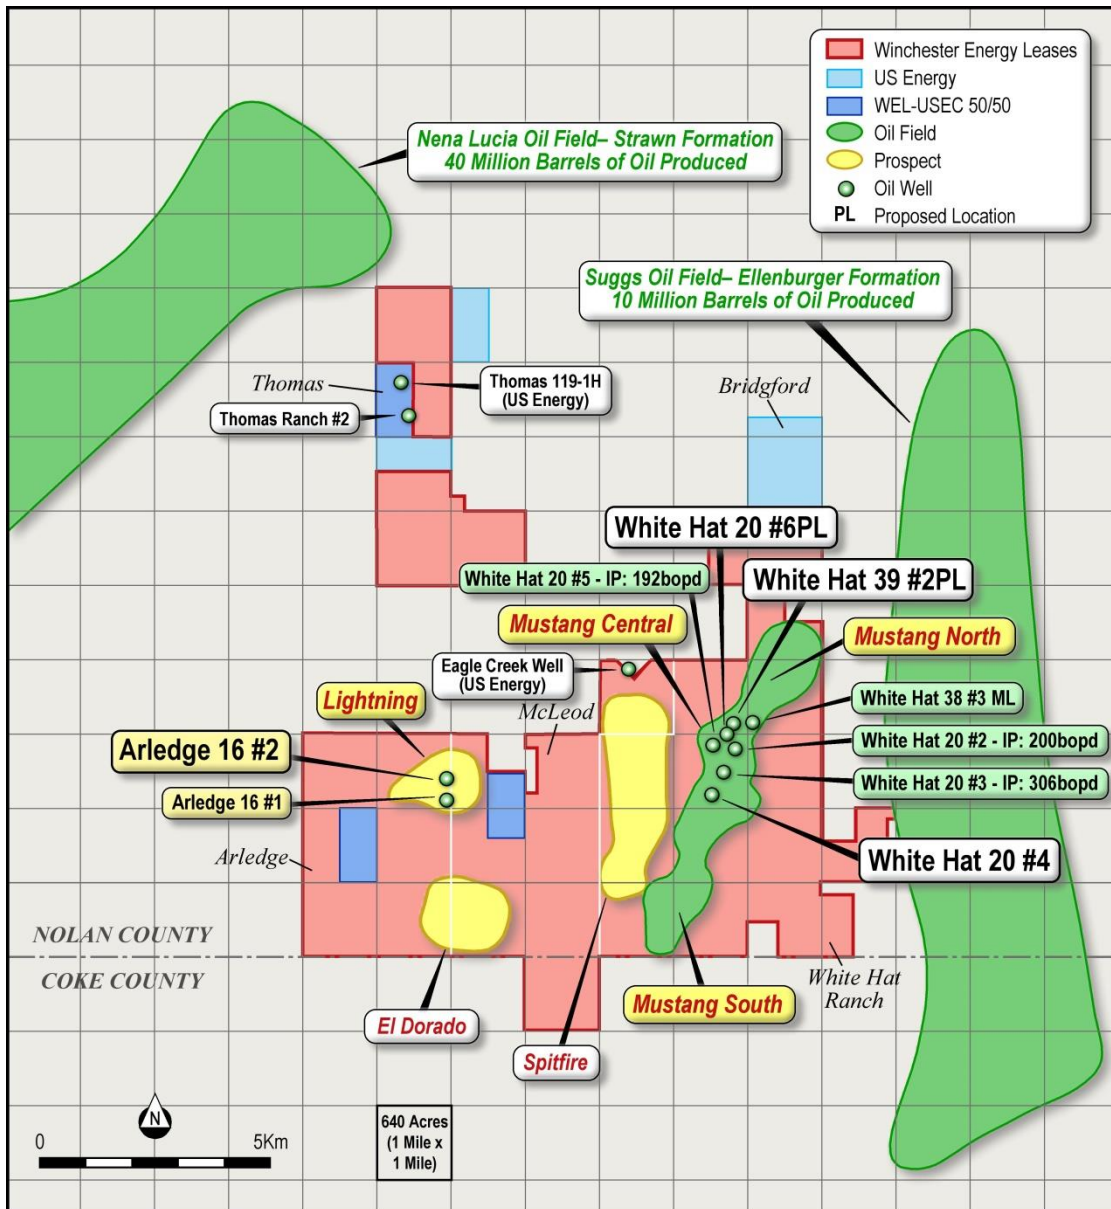 Winchester Energy Leases
US Energy
WEL-USEC 50/50
Oil Field
Prospect
Oil Well
PL Proposed Location
Nena Lucia Oil Field– Strawn Formation
40 Million Barrels of Oil Produced
Suggs Oil Field– Ellenburger Formation
10 Million Barrels of Oil Produced
Thomas
Thomas 119-1H
(US Energy)
Thomas Ranch #2
Bridgford
White Hat 20 #6PL
White Hat 20 #5 - IP: 192bopd
White Hat 39 #2PL
Mustang Central
Mustang North
Eagle Creek Well
(US Energy)
Lightning
McLeod
White Hat 38 #3 ML
Arledge 16 #2
White Hat 20 #2 - IP: 200bopd
White Hat 20 #3 - IP: 306bopd
Arledge 16 #1
Arledge
White Hat 20 #4
NOLAN COUNTY
COKE COUNTY
White Hat
Ranch
Mustang South
El Dorado
Spitfire
N
0 5Km
640 Acres
(1 Mile x
1 Mile)